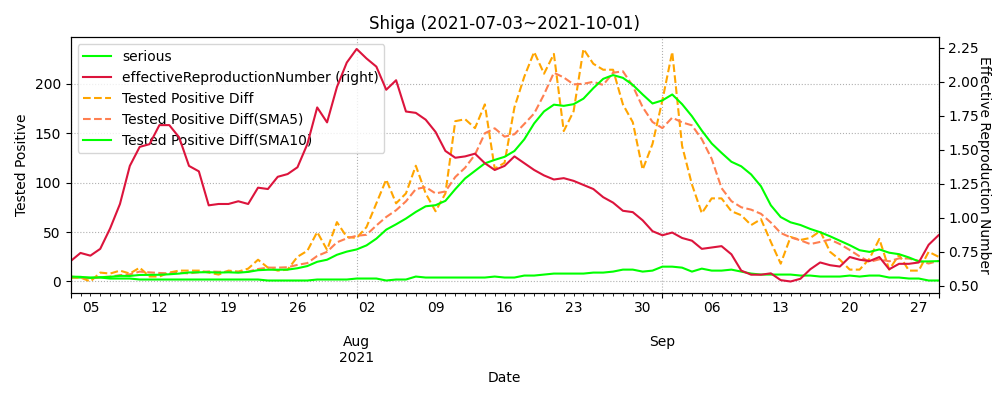 Shiga (2021-07-03~2021-10-01)
serious
effectiveReproductionNumber (right)
Tested Positive Diff
Tested Positive Diff(SMA5)
Tested Positive Diff(SMA10)
Tested Positive
200
150
100
50
0
2.25
2.00
1.75
1.50
1.25
1.00
0.75
0.50
Effective Reproduction Number
05 12 19 26 02 09 16 23 30 06 13 20 27
Aug Sep
2021
Date